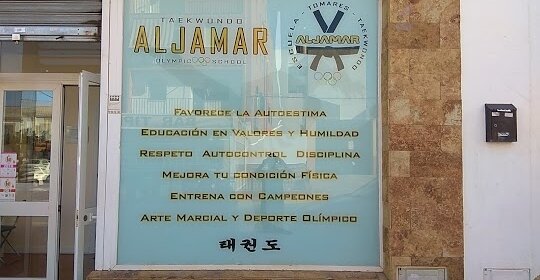 TAEKWONDO
ALJAMAR
OLYMPIC SCHOOL
ESCUELA - TOMARES - TAEKWONDO
ALJAMAR
FAVORECE LA AUTOESTIMA
EDUCACIÓN EN VALORES Y HUMILDAD
RESPETO AUTOCONTROL DISCIPLINA
MEJORA TU CONDICIÓN FÍSICA
ENTRENA CON CAMPEONES
ARTE MARCIAL Y DEPORTE OLÍMPICO
태권도